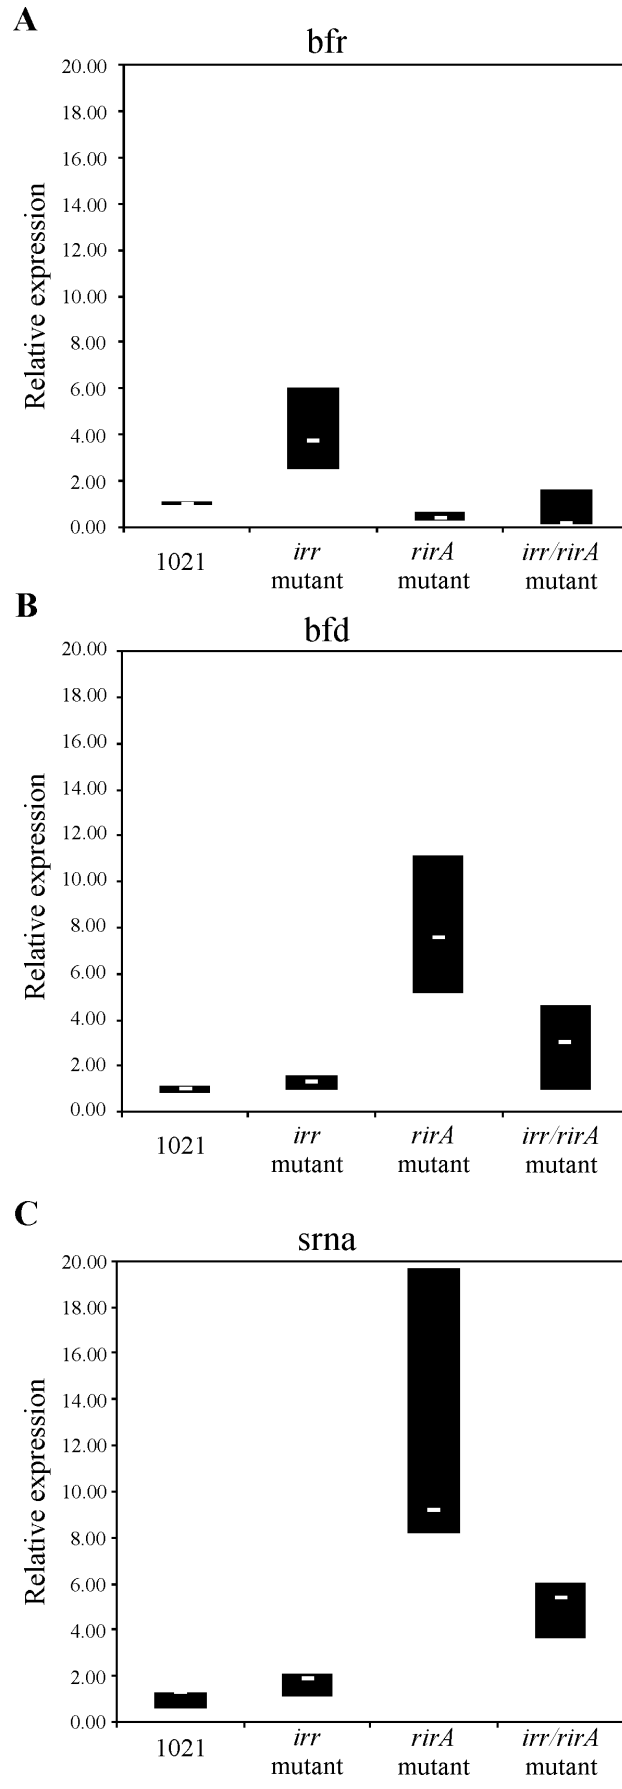 A
bfr
20.00
18.00
16.00
14.00
12.00
10.00
8.00
6.00
4.00
2.00
0.00
Relative expression
1021
irr
mutant
rirA
mutant
irr/rirA
mutant
B
bfd
20.00
18.00
16.00
14.00
12.00
10.00
8.00
6.00
4.00
2.00
0.00
Relative expression
1021
irr
mutant
rirA
mutant
irr/rirA
mutant
C
srna
20.00
18.00
16.00
14.00
12.00
10.00
8.00
6.00
4.00
2.00
0.00
Relative expression
1021
irr
mutant
rirA
mutant
irr/rirA
mutant